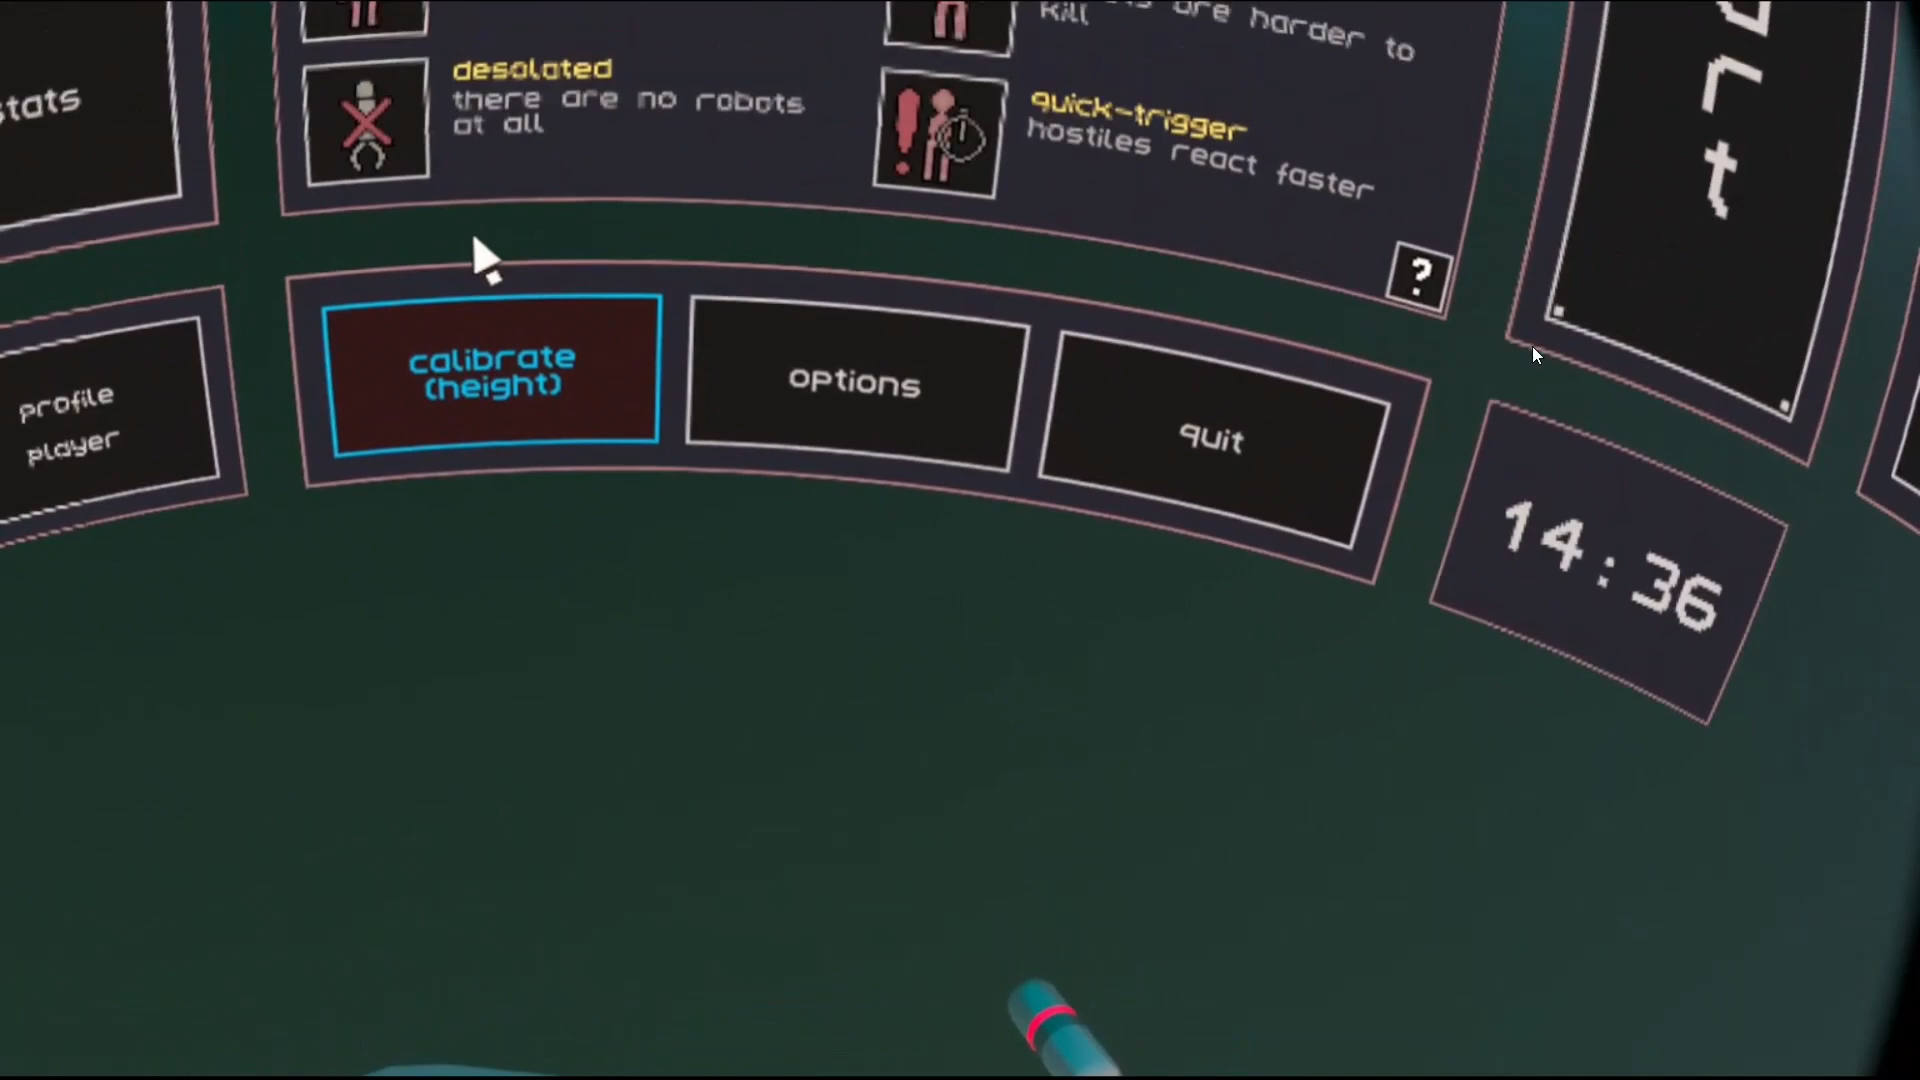 are harder to
kill
desolated
there are no robots
at all
quick-trigger
hostiles react faster
r
t
stats
?
profile
player
calibrate
(height)
options
quit
14:36